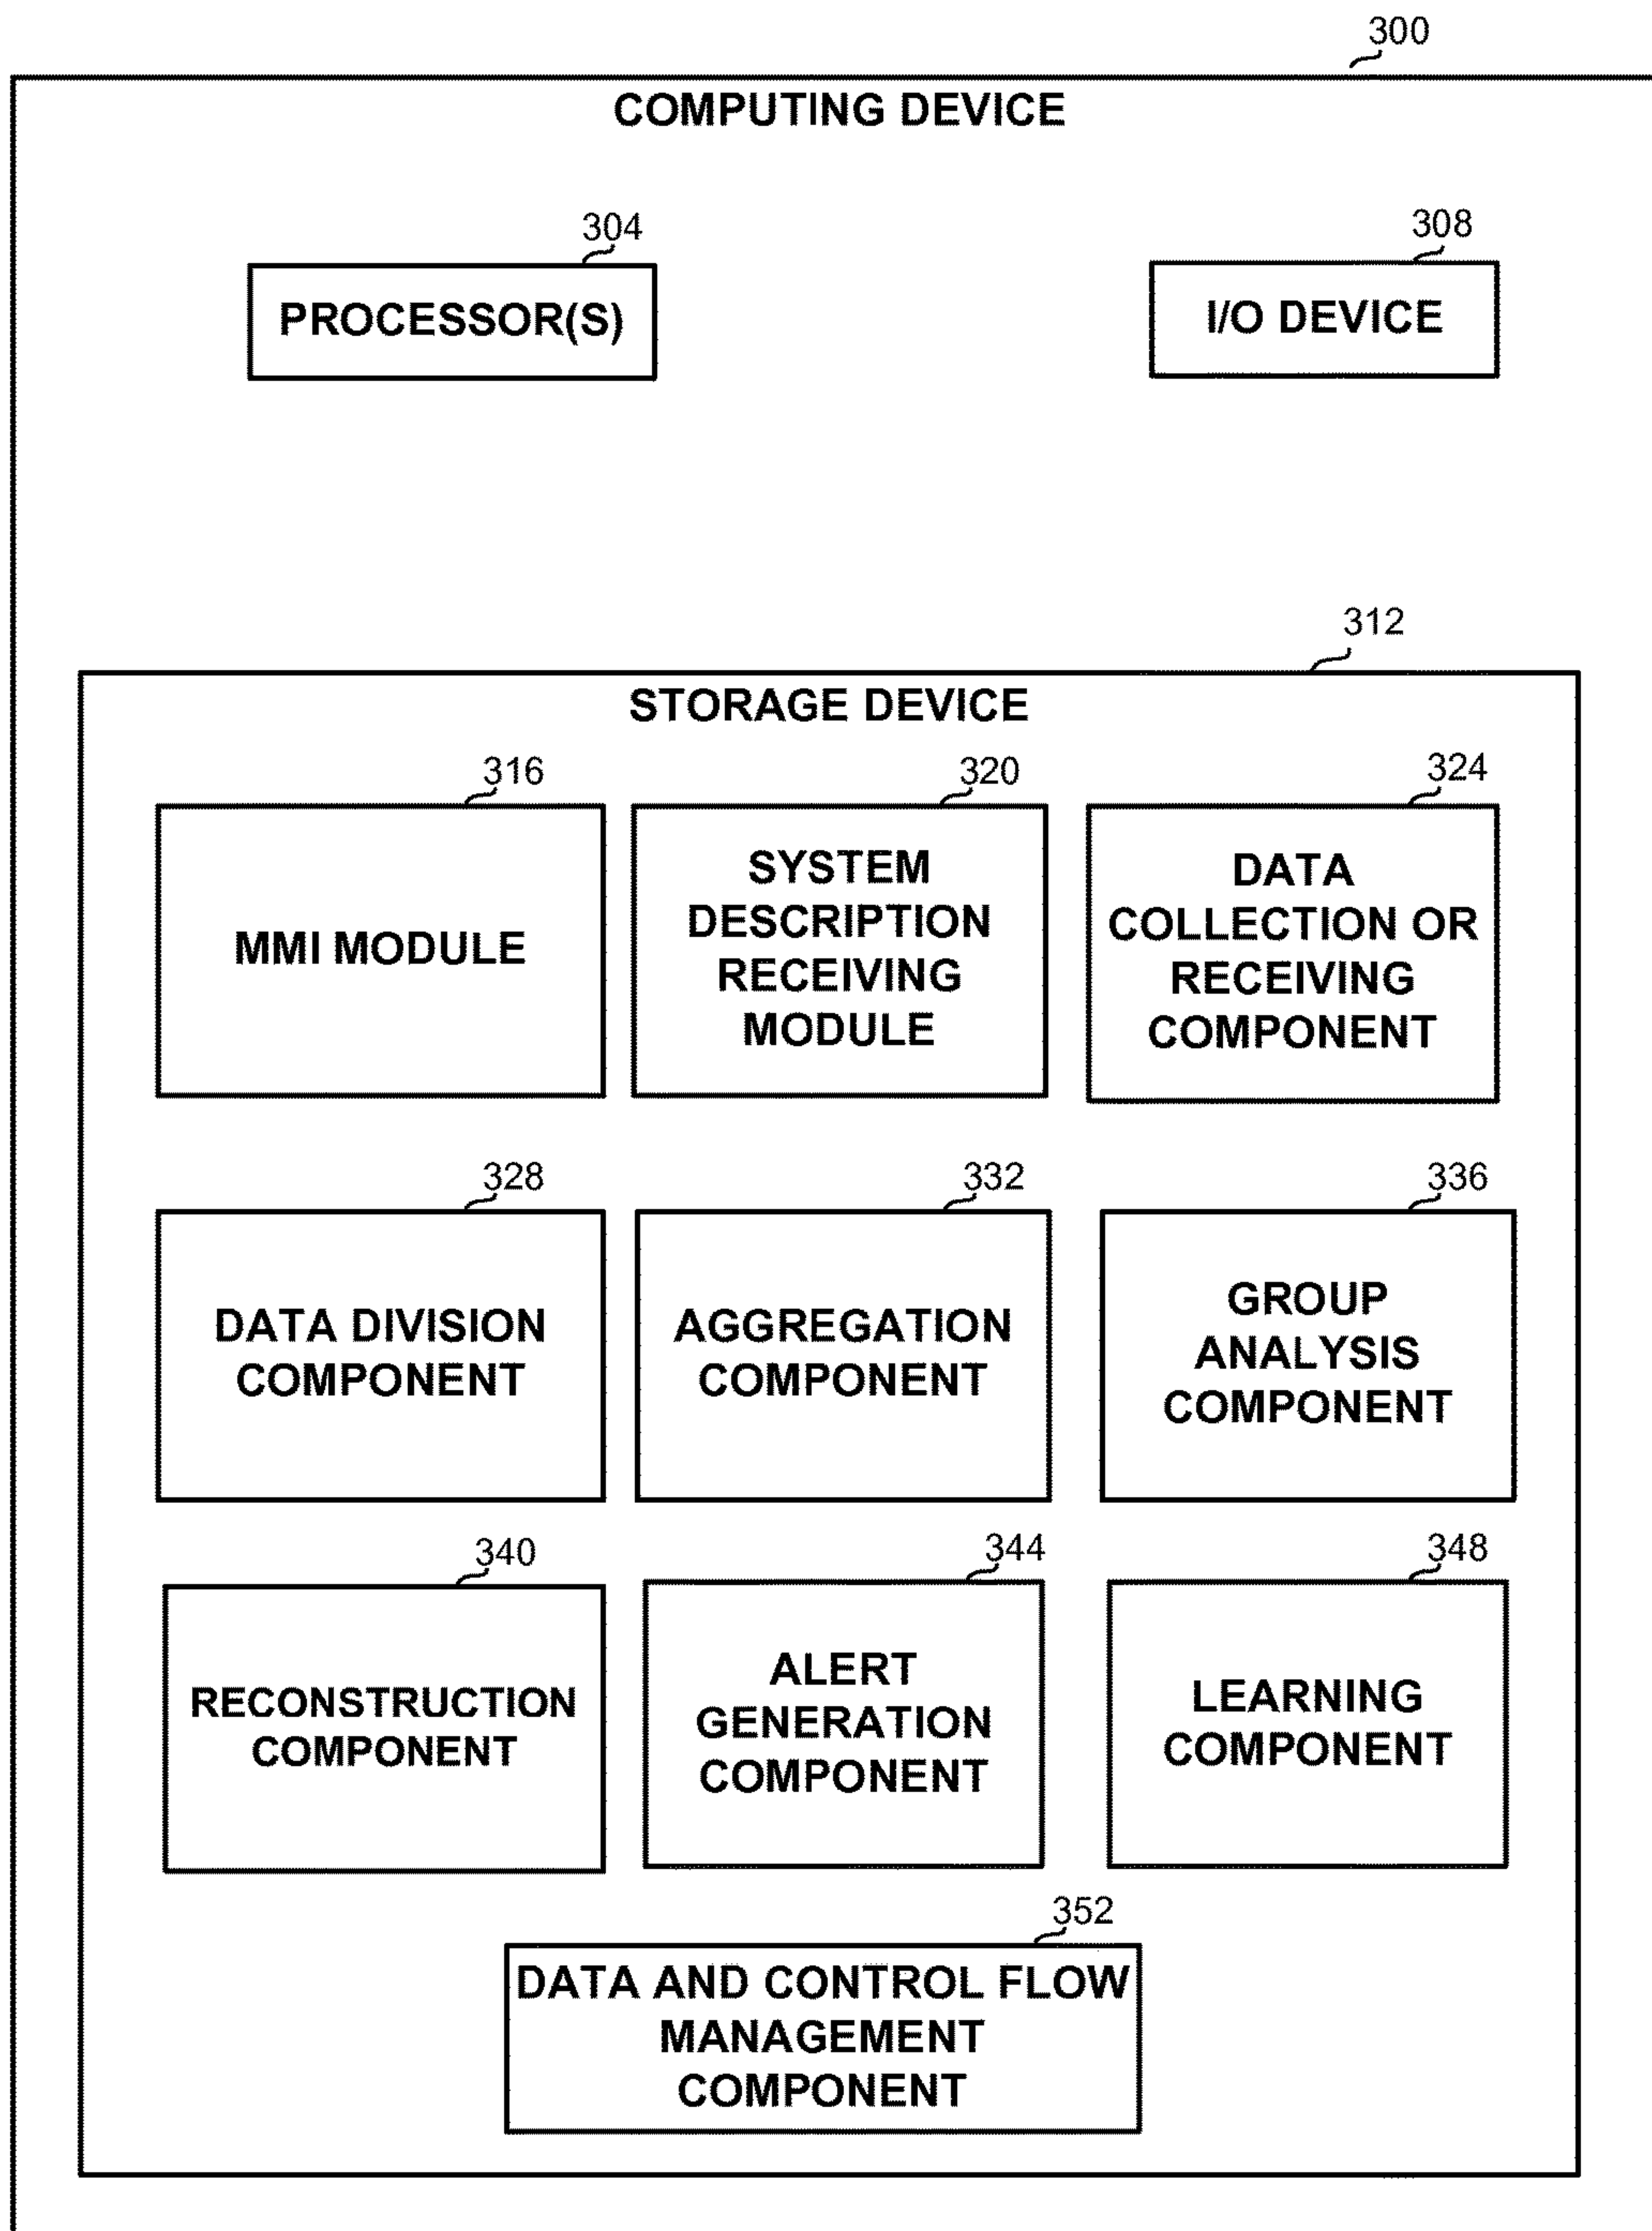 300
COMPUTING DEVICE
304
PROCESSOR(S)
308
I/O DEVICE
312
STORAGE DEVICE
316
MMI MODULE
320
SYSTEM
DESCRIPTION
RECEIVING
MODULE
324
DATA
COLLECTION OR
RECEIVING
COMPONENT
328
DATA DIVISION
COMPONENT
332
AGGREGATION
COMPONENT
336
GROUP
ANALYSIS
COMPONENT
340
RECONSTRUCTION
COMPONENT
344
ALERT
GENERATION
COMPONENT
348
LEARNING
COMPONENT
352
DATA AND CONTROL FLOW
MANAGEMENT
COMPONENT